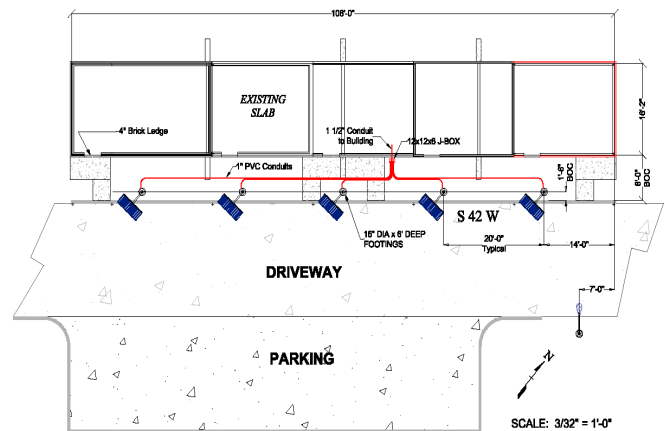 108'-0"
EXISTING
SLAB
1 1/2" Conduit
to Building
12x12x6 J-BOX
4" Brick Ledge
1" PVC Conduits
16'-2"
1'-8"
BOC
6'-0"
BOC
S 42 W
16" DIA x 6' DEEP
FOOTINGS
20'-0"
Typical
14'-0"
7'-0"
DRIVEWAY
PARKING
N
SCALE: 3/32" = 1'-0"